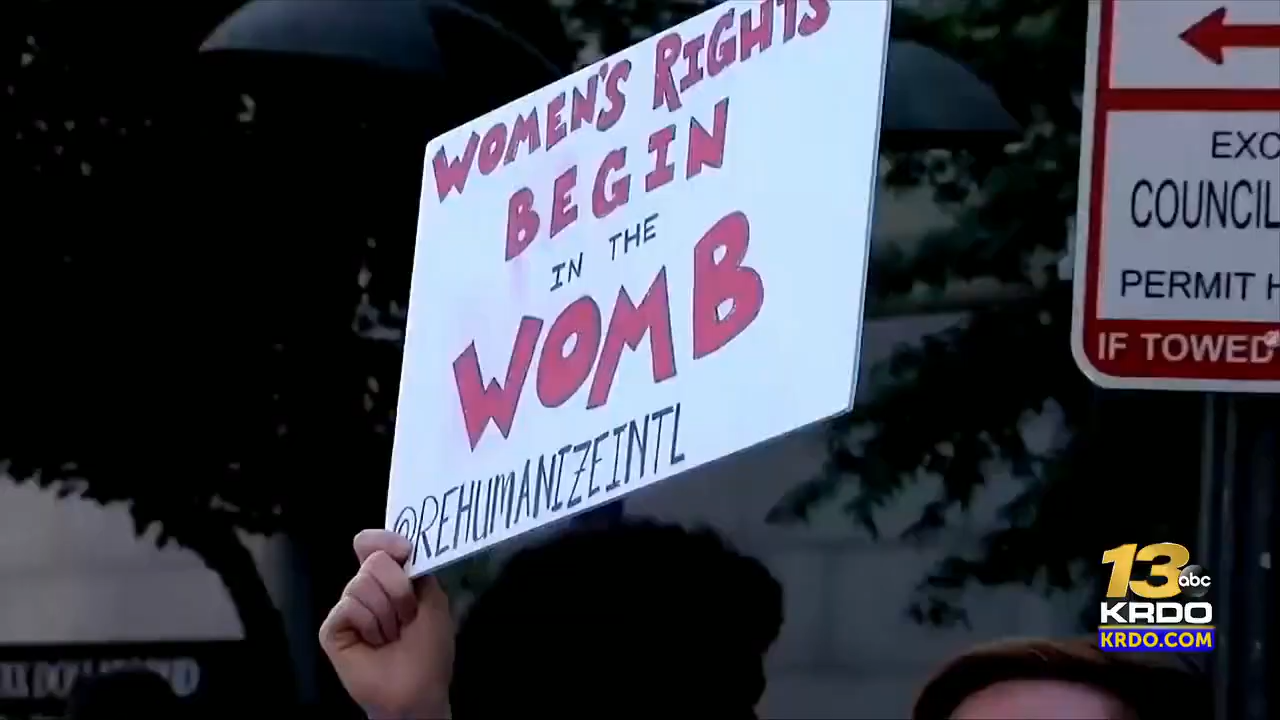 WOMEN'S RIGHTS
BEGIN
IN THE
WOMB
@REHUMANIZEINTL
EXC
COUNCIL
PERMIT H
IF TOWED
13 abc
KRDO
KRDO.COM